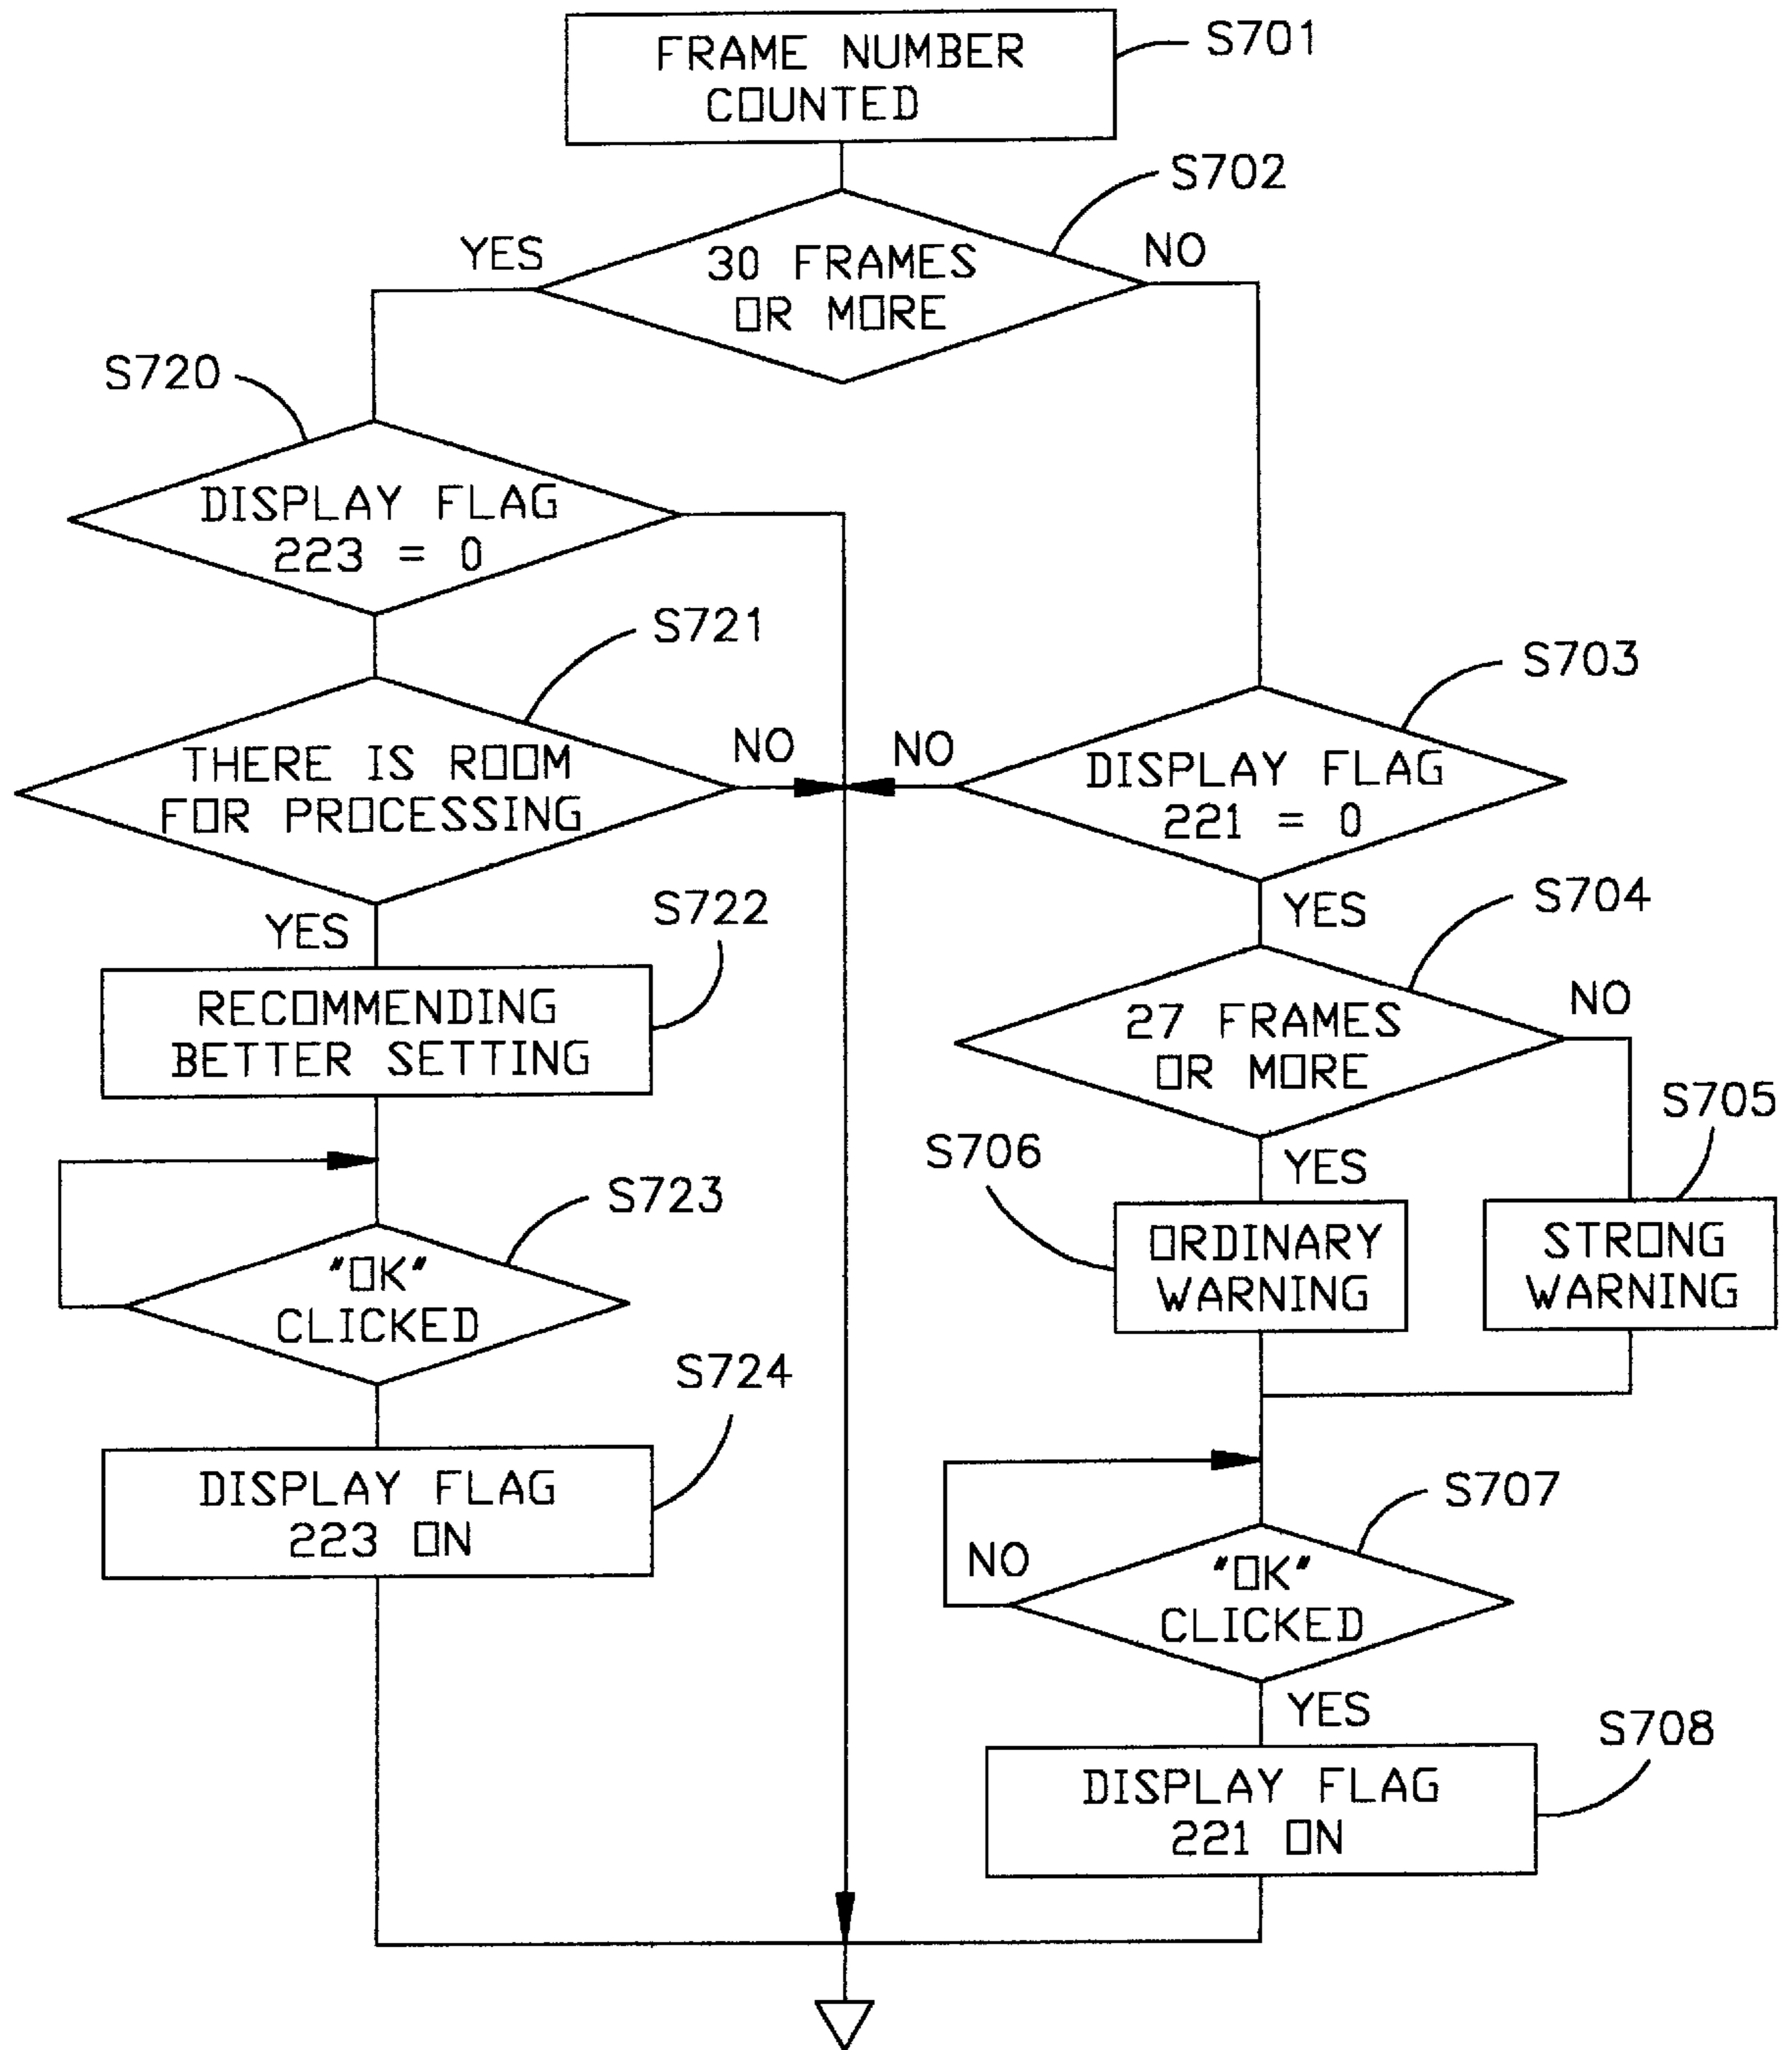 FRAME NUMBER
COUNTED
S701
S702
YES
30 FRAMES
OR MORE
NO
S720
DISPLAY FLAG
223 = 0
S721
S703
THERE IS ROOM
FOR PROCESSING
NO
NO
DISPLAY FLAG
221 = 0
YES
S722
YES
S704
RECOMMENDING
BETTER SETTING
27 FRAMES
OR MORE
NO
S705
S706
YES
S723
"OK"
CLICKED
ORDINARY
WARNING
STRONG
WARNING
S724
DISPLAY FLAG
223 ON
S707
NO
"OK"
CLICKED
YES
S708
DISPLAY FLAG
221 ON